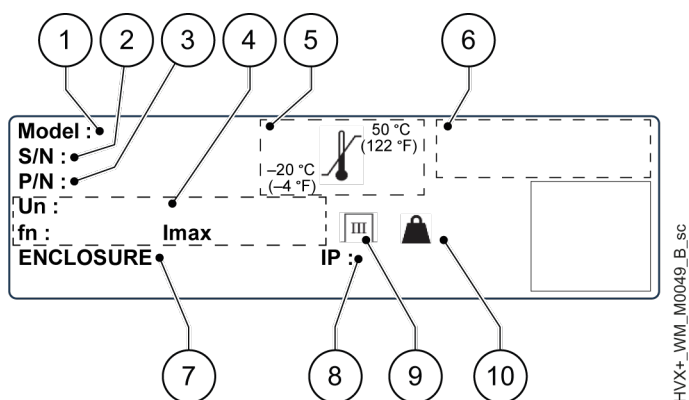 1 2 3 4 5 6
Model :
S/N :
P/N :
50 °C
(122 °F)
–20 °C
(–4 °F)
Un :
fn : Imax
III
ENCLOSURE IP :
7 8 9 10
HVX+_WM_M0049_B_sc